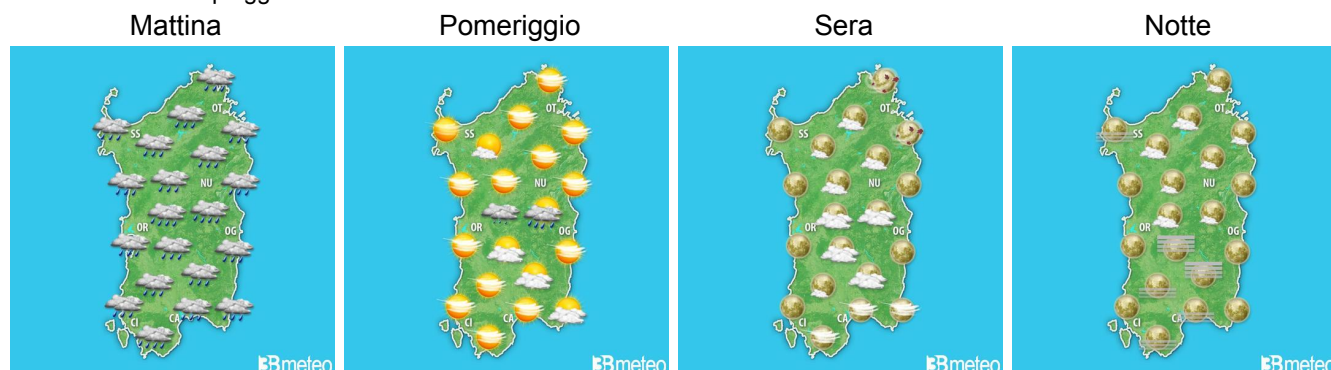 Mattina
Pomeriggio
Sera
Notte
OT
SS
NU
OR
OG
CI
CA
3Bmeteo
OT
SS
NU
OR
OG
CI
CA
3Bmeteo
OT
SS
NU
OR
OG
CI
CA
3Bmeteo
OT
SS
NU
OR
OG
CI
CA
3Bmeteo